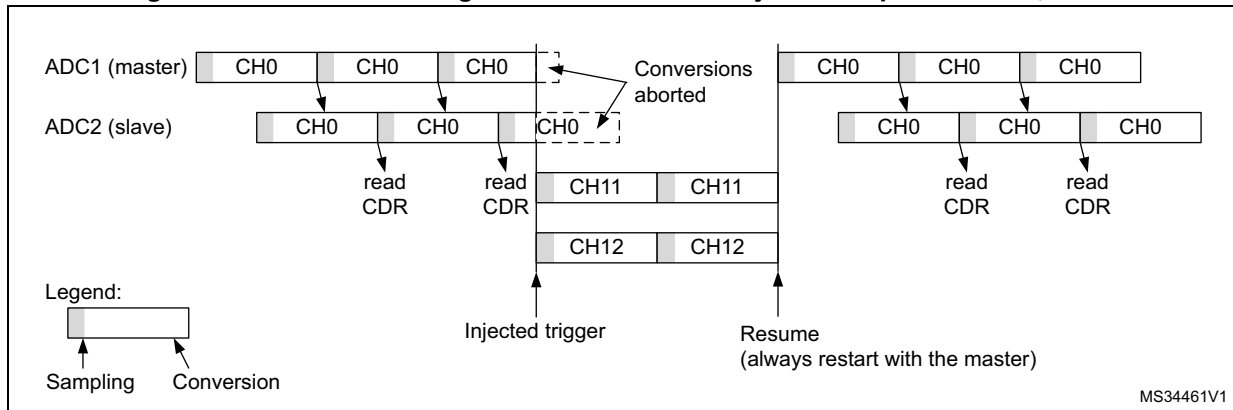 ADC1 (master) CH0 CH0 CH0 Conversions aborted CH0 CH0 CH0
ADC2 (slave) CH0 CH0 CH0 CH0 CH0 CH0
read CDR read CDR read CDR read CDR
CH11 CH11
CH12 CH12
Legend:
Sampling Conversion
Injected trigger
Resume
(always restart with the master)
MS34461V1